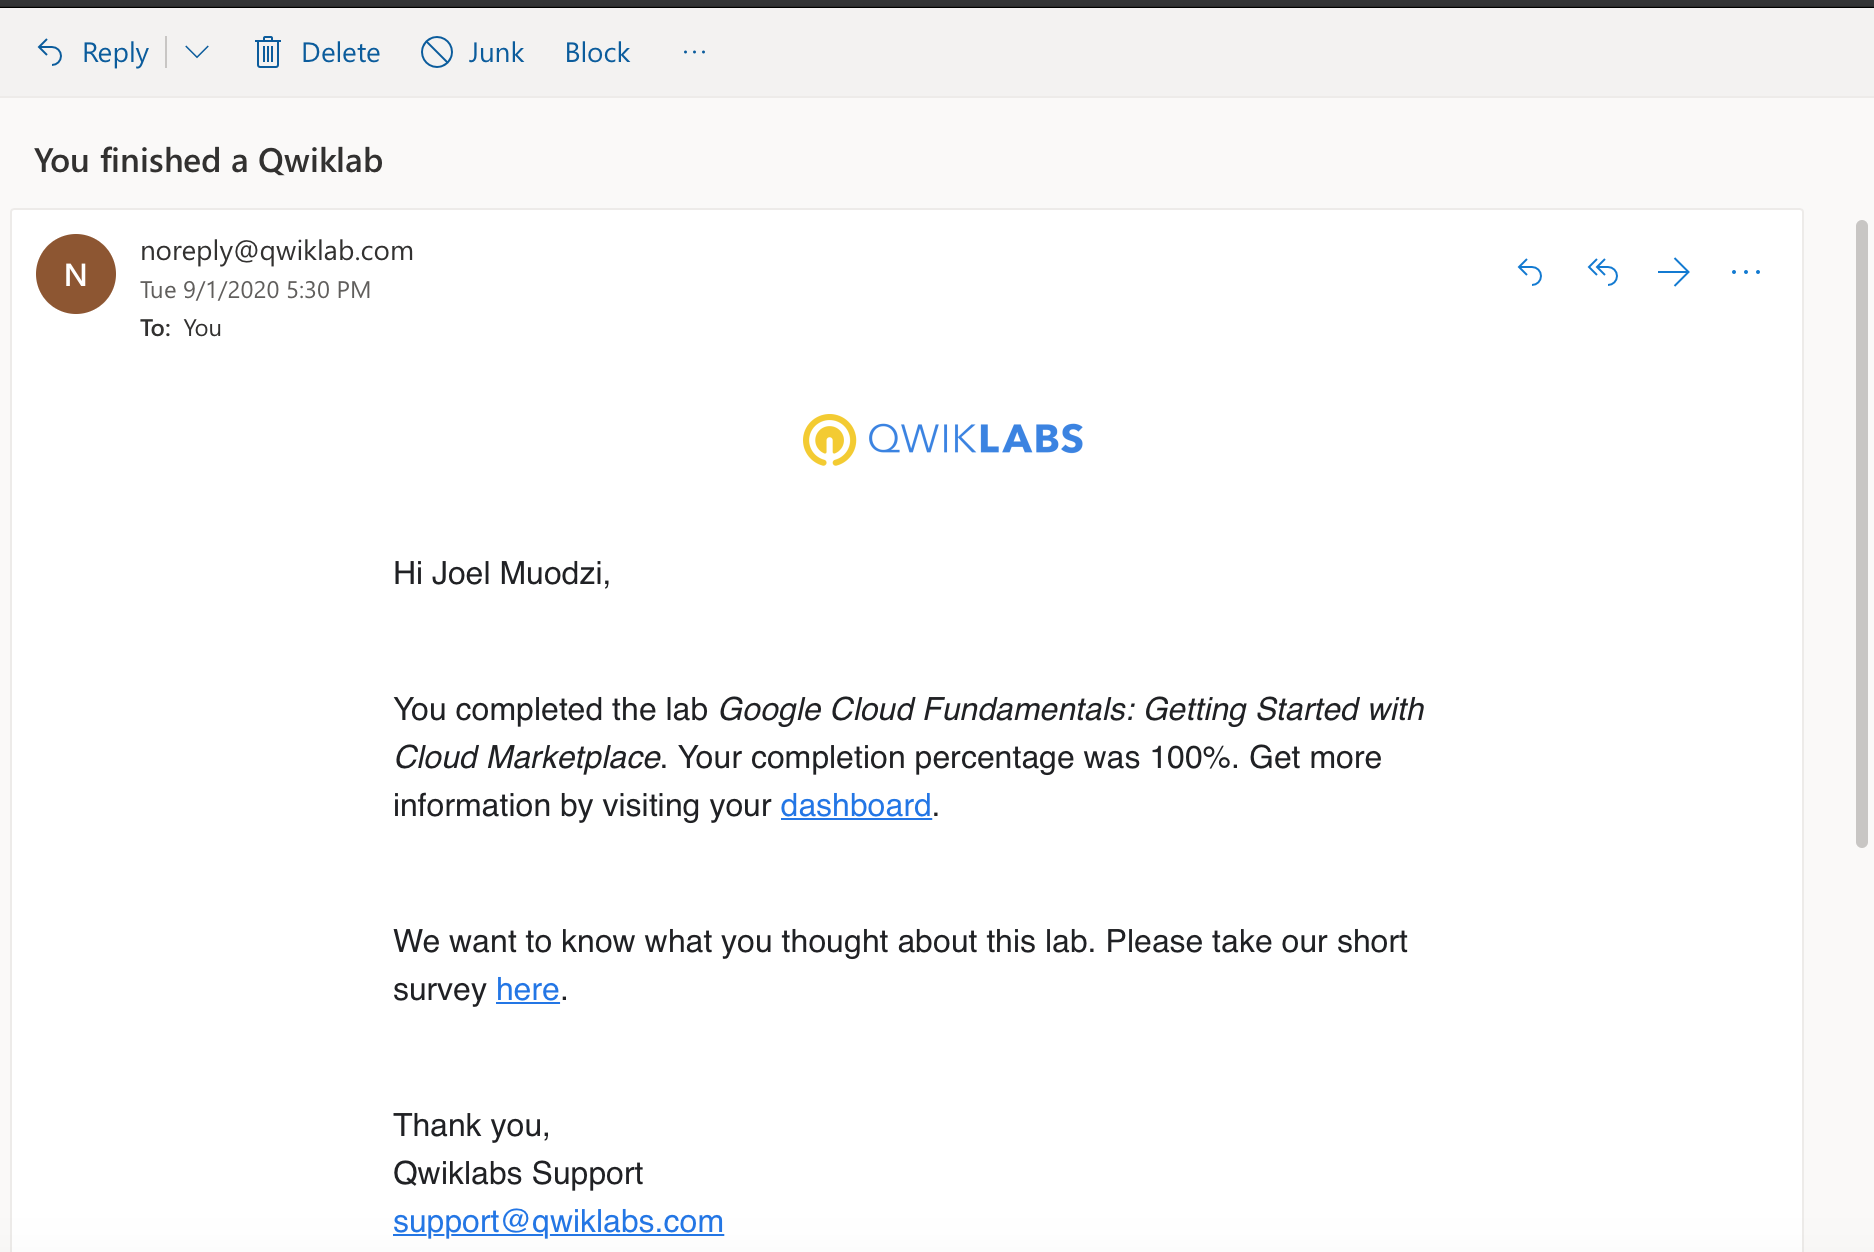 Reply Delete Junk Block ...
You finished a Qwiklab
N
noreply@qwiklab.com
Tue 9/1/2020 5:30 PM
To: You
QWIKLABS
Hi Joel Muodzi,
You completed the lab Google Cloud Fundamentals: Getting Started with
Cloud Marketplace. Your completion percentage was 100%. Get more
information by visiting your dashboard.
We want to know what you thought about this lab. Please take our short
survey here.
Thank you,
Qwiklabs Support
support@qwiklabs.com